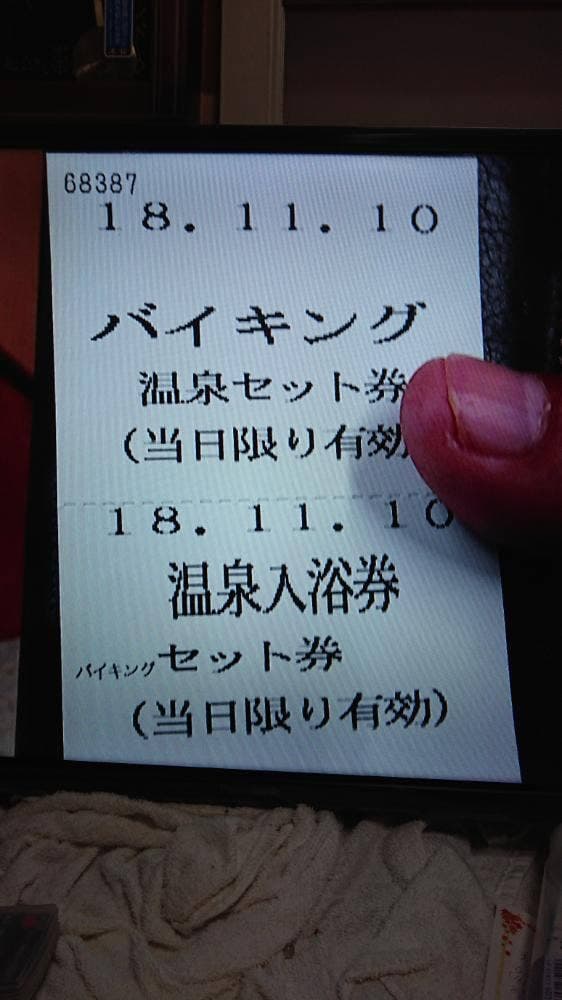 68387
18.11.10
バイキング
温泉セット券
(当日限り有効
18.11.10
温泉入浴券
バイキングセット券
(当日限り有効)